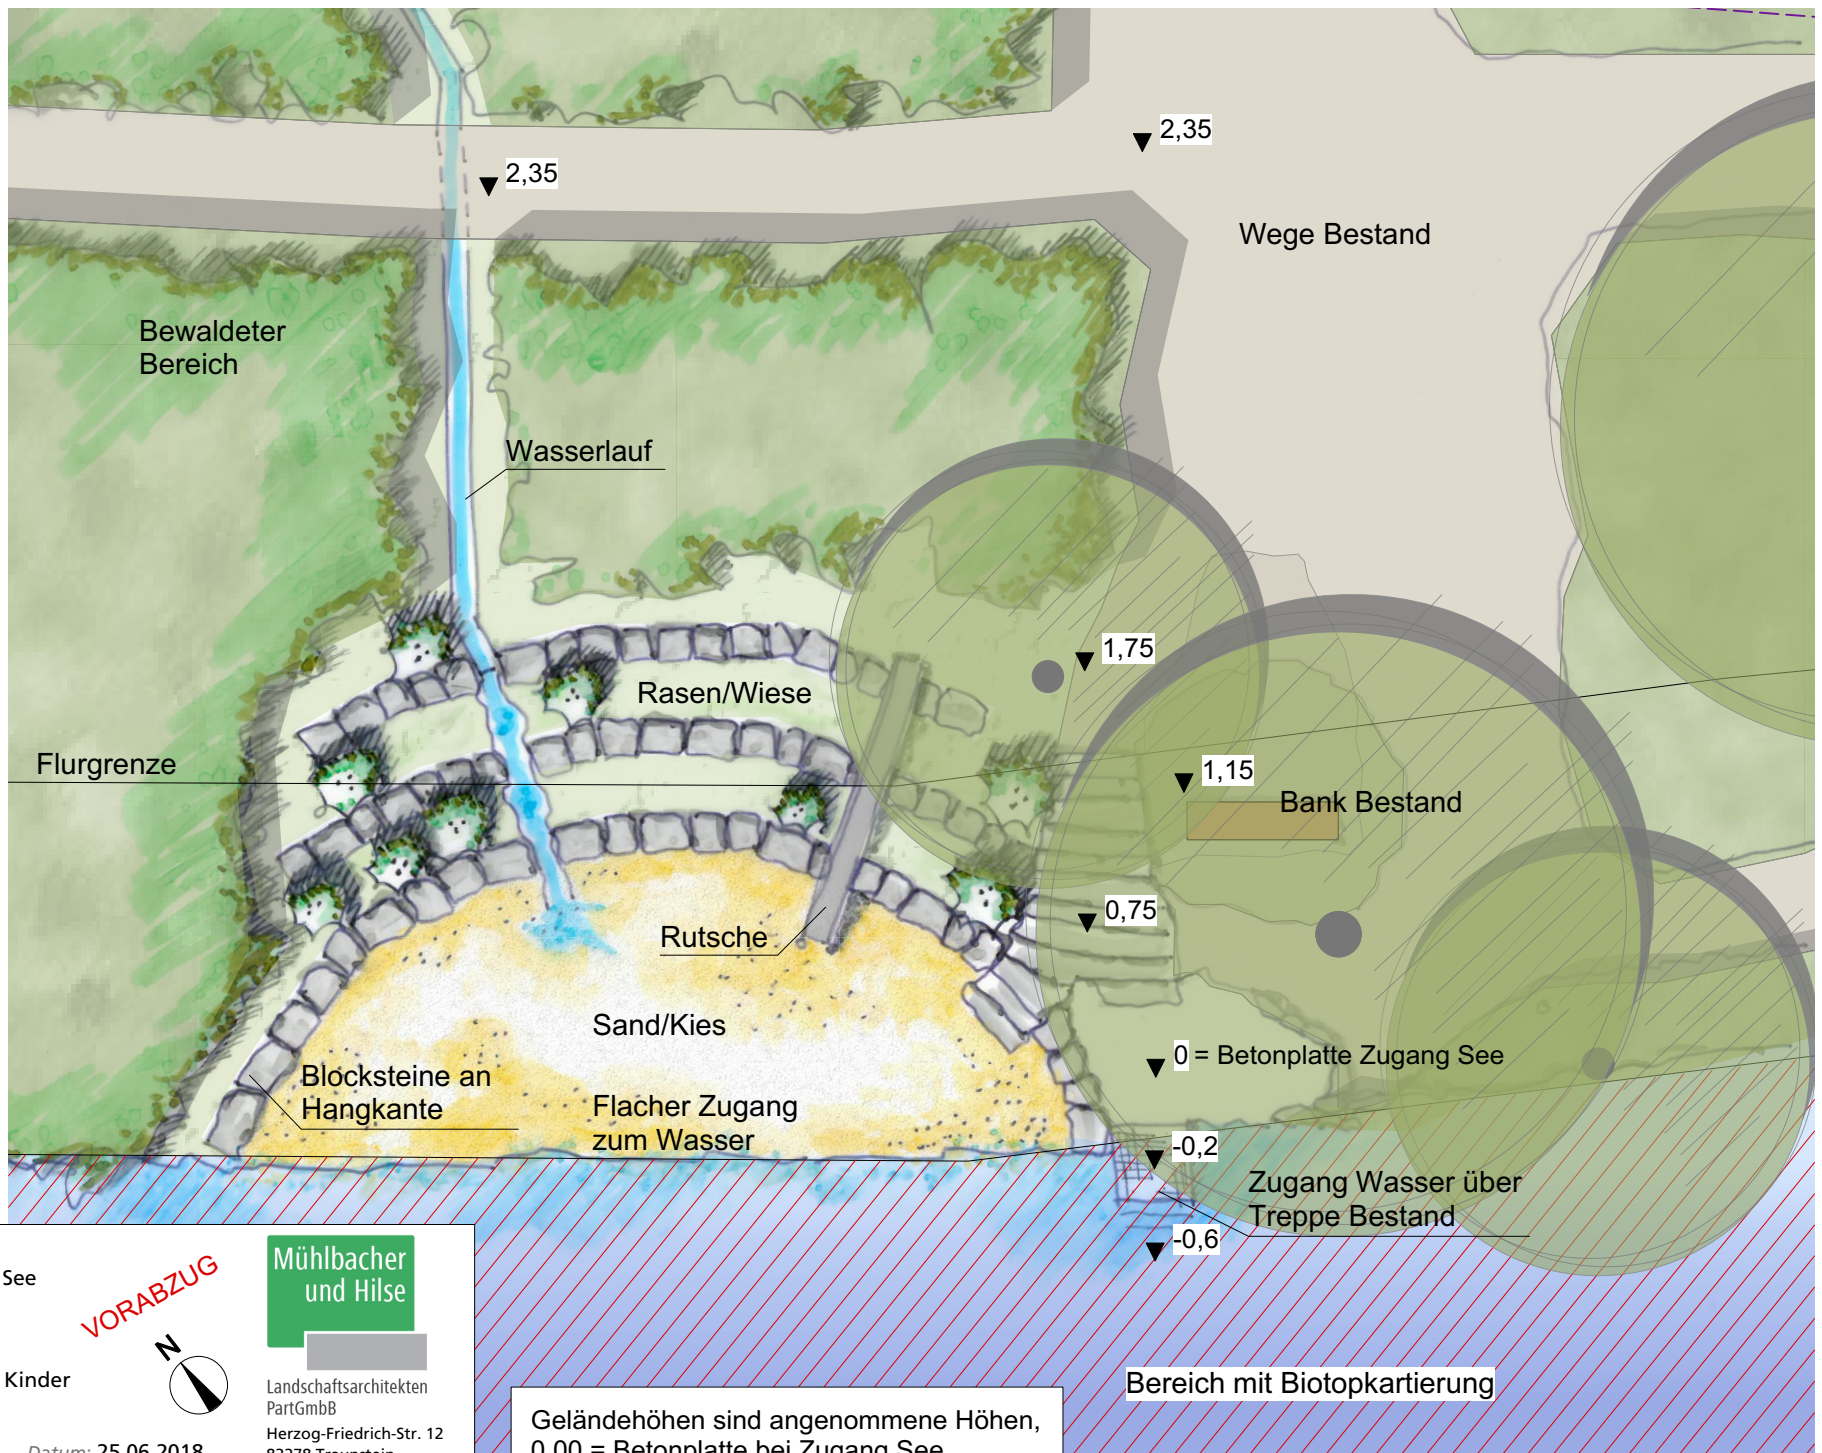 2,35
2,35
Wege Bestand
Bewaldeter
Bereich
Wasserlauf
1,75
Rasen/Wiese
Flurgrenze
1,15
Bank Bestand
0,75
Rutsche
Sand/Kies
0 = Betonplatte Zugang See
Blocksteine an
Hangkante
Flacher Zugang
zum Wasser
-0,2
Zugang Wasser über
Treppe Bestand
-0,6
See
VORABZUG
Mühlbacher
und Hilse
N
Kinder
Landschaftsarchitekten
PartGmbB
Herzog-Friedrich-Str. 12
83278 Traunstein
Datum: 25.06.2018
Bereich mit Biotopkartierung
Geländehöhen sind angenommene Höhen,
0,00 = Betonplatte bei Zugang See